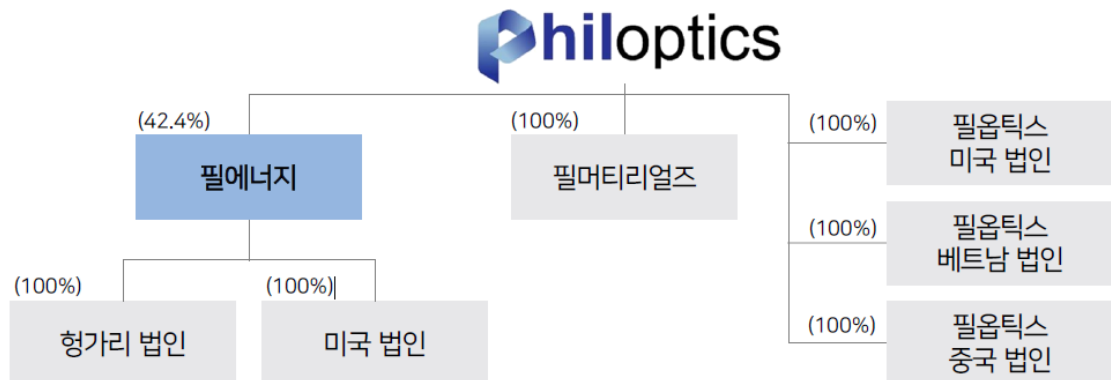 Philoptics
(42.4%)
필에너지
(100%)
필머티리얼즈
(100%)
필옵틱스
미국 법인
(100%)
필옵틱스
베트남 법인
(100%)
필옵틱스
중국 법인
(100%)
헝가리 법인
(100%)
미국 법인